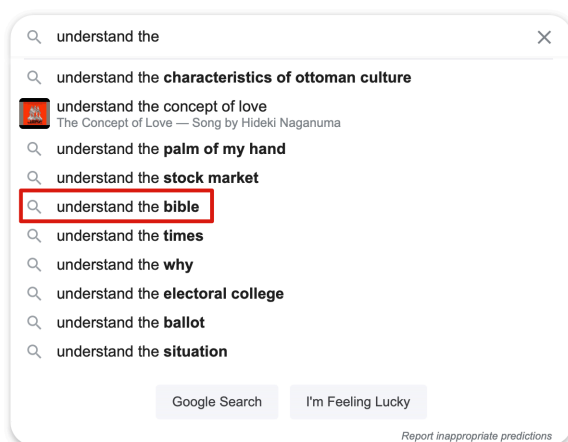 understand the
understand the characteristics of ottoman culture
understand the concept of love
The Concept of Love — Song by Hideki Naganuma
understand the palm of my hand
understand the stock market
understand the bible
understand the times
understand the why
understand the electoral college
understand the ballot
understand the situation
Google Search I'm Feeling Lucky
Report inappropriate predictions